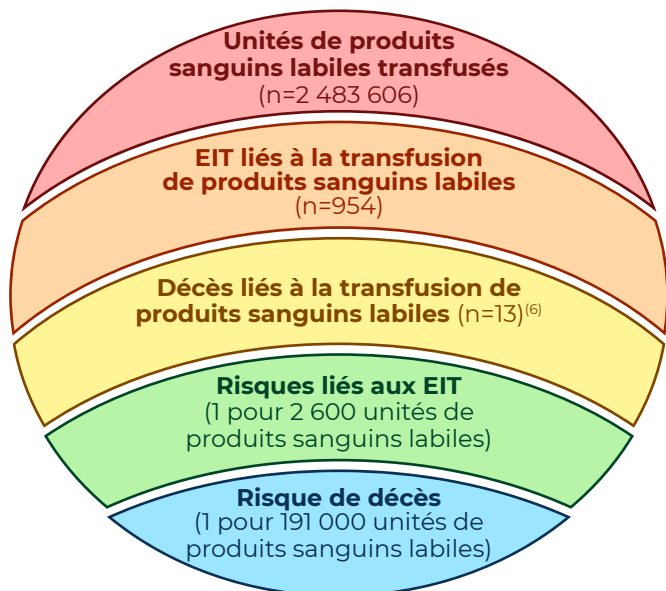 Unités de produits
sanguins labiles transfusés
(n=2 483 606)
EIT liés à la transfusion
de produits sanguins labiles
(n=954)
Décès liés à la transfusion de
produits sanguins labiles (n=13)⁽⁶⁾
Risques liés aux EIT
(1 pour 2 600 unités de
produits sanguins labiles)
Risque de décès
(1 pour 191 000 unités de
produits sanguins labiles)